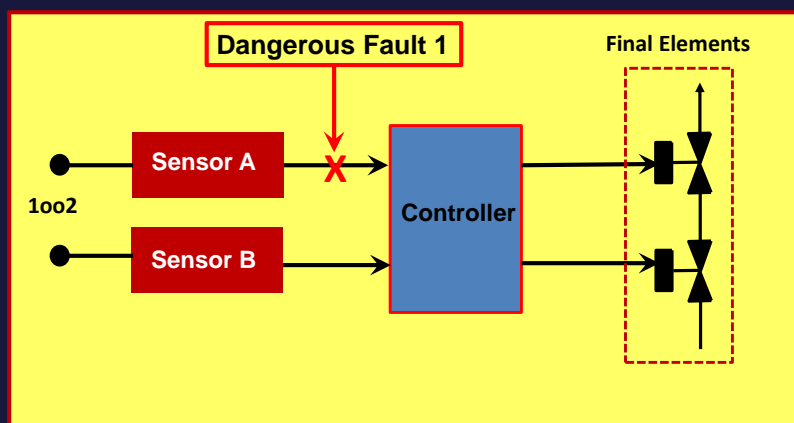 Dangerous Fault 1
Final Elements
Sensor A
X
1oo2
Controller
Sensor B